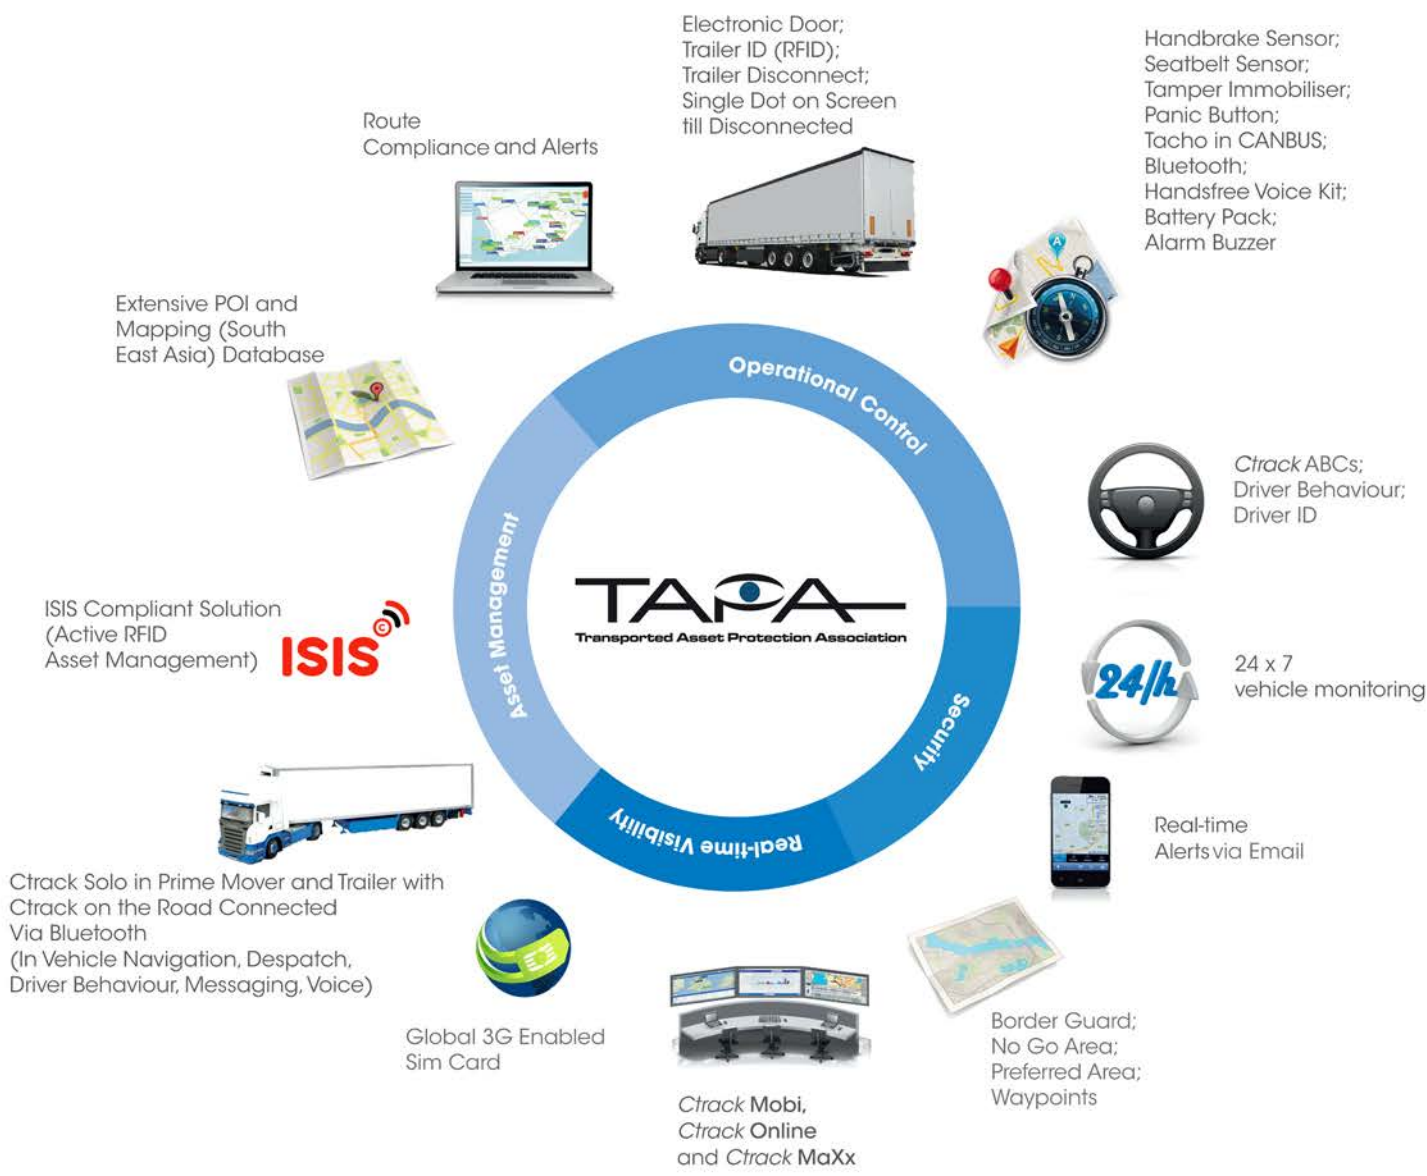 Electronic Door;
Trailer ID (RFID);
Trailer Disconnect;
Single Dot on Screen
till Disconnected
Handbrake Sensor;
Seatbelt Sensor;
Tamper Immobiliser;
Panic Button;
Tacho in CANBUS;
Bluetooth;
Handsfree Voice Kit;
Battery Pack;
Alarm Buzzer
Route
Compliance and Alerts
A
Extensive POI and
Mapping (South
East Asia) Database
Operational Control
Ctrack ABCs;
Driver Behaviour;
Driver ID
Asset Management
TAPA
Transported Asset Protection Association
ISIS Compliant Solution
(Active RFID
Asset Management)
ISIS
©
24/h
24 x 7
vehicle monitoring
Security
Real-time Visibility
Real-time
Alerts via Email
Ctrack Solo in Prime Mover and Trailer with
Ctrack on the Road Connected
Via Bluetooth
(In Vehicle Navigation, Despatch,
Driver Behaviour, Messaging, Voice)
Global 3G Enabled
Sim Card
Border Guard;
No Go Area;
Preferred Area;
Waypoints
Ctrack Mobi,
Ctrack Online
and Ctrack MaXx